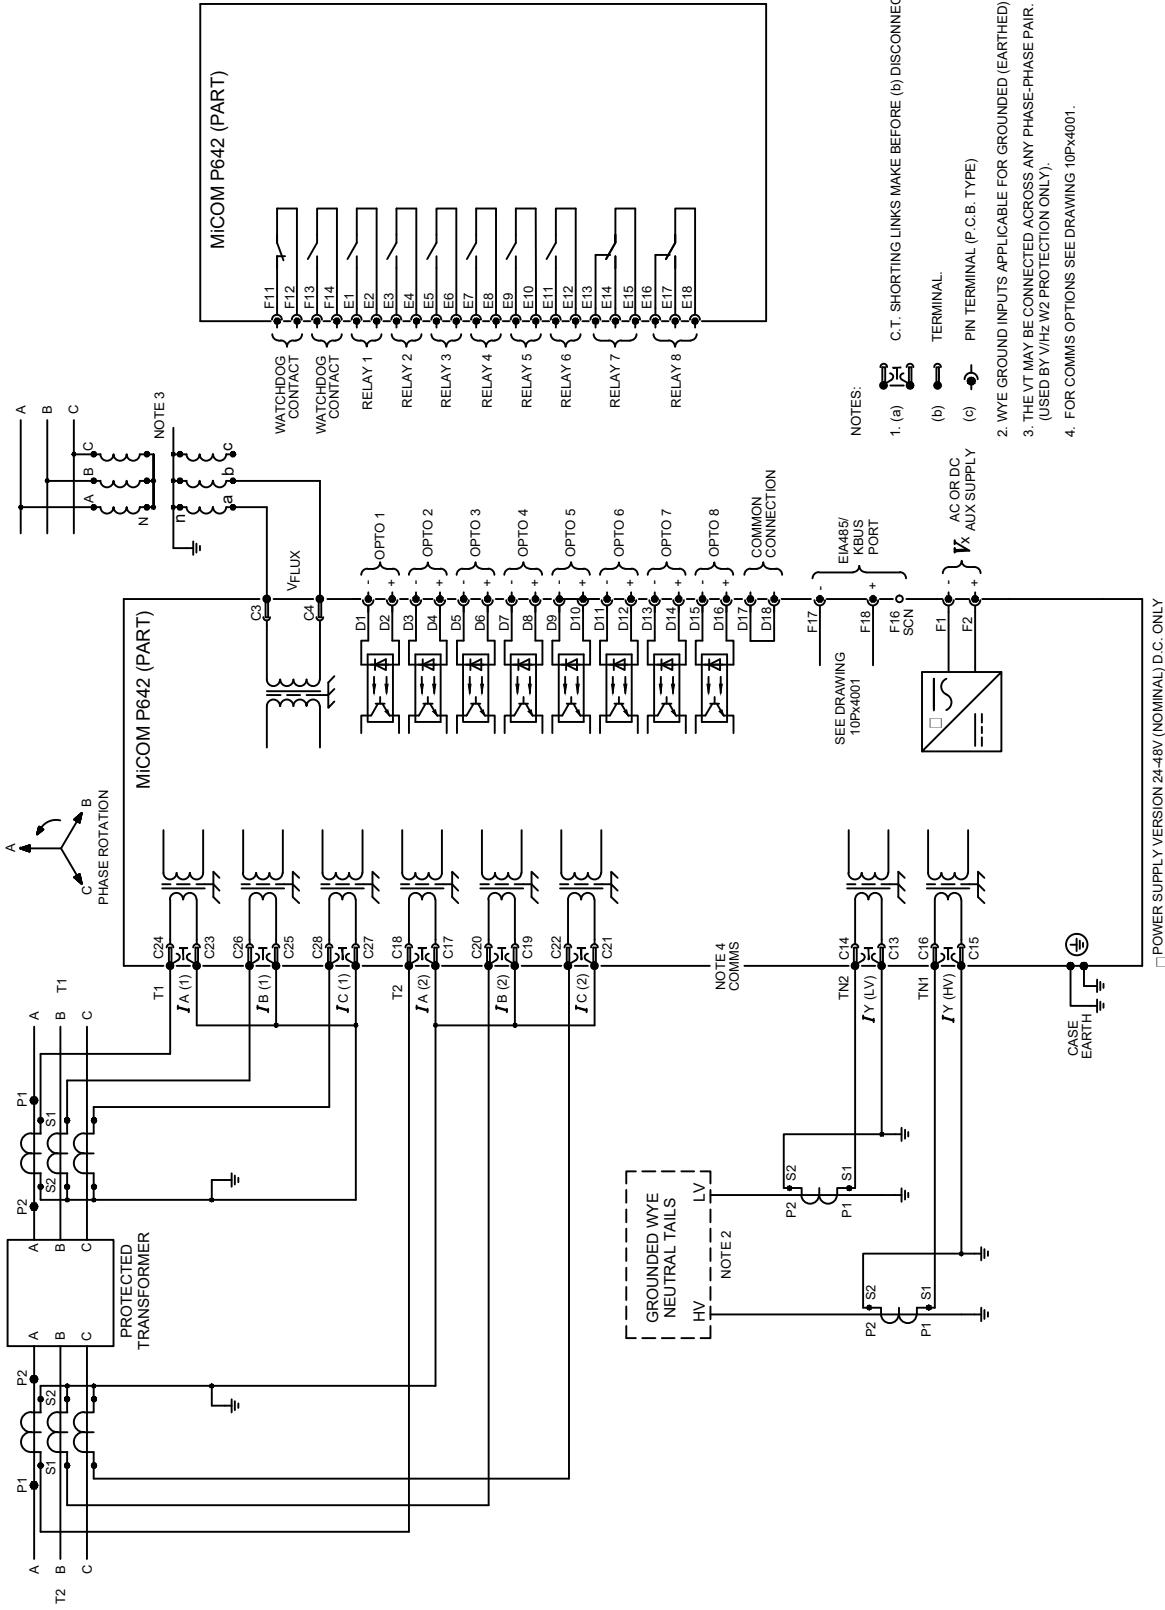 A
B
C
PHASE ROTATION
T2
A
B
C
P1
S1
P2
S2
A
B
C
PROTECTED
TRANSFORMER
A
B
C
P2
S2
P1
S1
A
B
C
T1
MiCOM P642 (PART)
T1
C24
I A (1)
C23
C26
I B (1)
C25
C28
I C (1)
C27
T2
C18
I A (2)
C17
C20
I B (2)
C19
C22
I C (2)
C21
NOTE 4
COMMS
TN2
C14
I Y (LV)
C13
TN1
C16
I Y (HV)
C15
CASE
EARTH
GROUNDED WYE
NEUTRAL TAILS
HV
LV
NOTE 2
P2
S2
P1
S1
P2
S2
P1
S1
A
B
C
A
B
C
N
NOTE 3
n
a
b
c
C3
VFLUX
C4
D1
-
OPTO 1
D2
+
D3
-
OPTO 2
D4
+
D5
-
OPTO 3
D6
+
D7
-
OPTO 4
D8
+
D9
-
OPTO 5
D10
+
D11
-
OPTO 6
D12
+
D13
-
OPTO 7
D14
+
D15
-
OPTO 8
D16
+
D17
COMMON
CONNECTION
D18
SEE DRAWING
10Px4001
F17
-
EIA485/
KBUS
PORT
F18
+
F16
SCN
F1
-
Vx
AC OR DC
AUX SUPPLY
F2
+
□ POWER SUPPLY VERSION 24-48V (NOMINAL) D.C. ONLY
MiCOM P642 (PART)
WATCHDOG
CONTACT
F11
F12
WATCHDOG
CONTACT
F13
F14
RELAY 1
E1
E2
RELAY 2
E3
E4
RELAY 3
E5
E6
RELAY 4
E7
E8
RELAY 5
E9
E10
RELAY 6
E11
E12
RELAY 7
E13
E14
E15
RELAY 8
E16
E17
E18
NOTES:
1. (a) C.T. SHORTING LINKS MAKE BEFORE (b) DISCONNEC
(b) TERMINAL.
(c) PIN TERMINAL (P.C.B. TYPE)
2. WYE GROUND INPUTS APPLICABLE FOR GROUNDED (EARTHED)
3. THE VT MAY BE CONNECTED ACROSS ANY PHASE-PHASE PAIR.
(USED BY V/Hz W2 PROTECTION ONLY).
4. FOR COMMS OPTIONS SEE DRAWING 10Px4001.